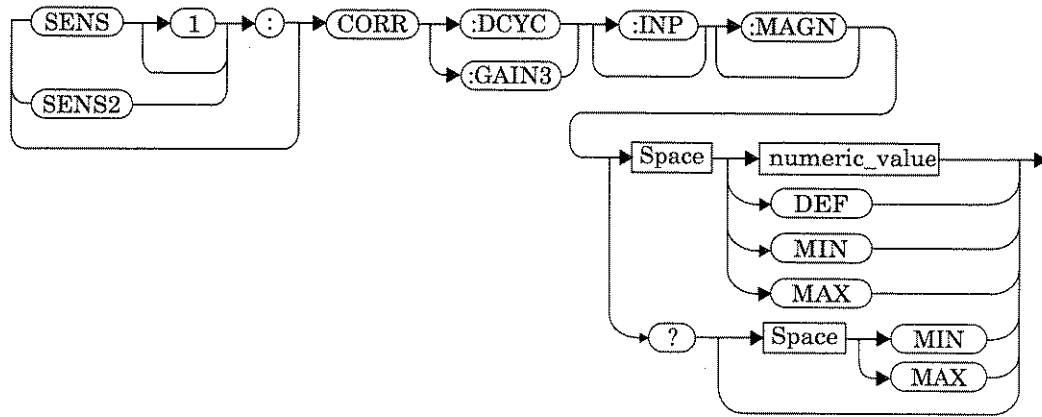 SENS 1 : CORR :DCYC :INP :MAGN
:GAIN3
SENS2
Space numeric_value
DEF
MIN
MAX
? Space MIN
MAX